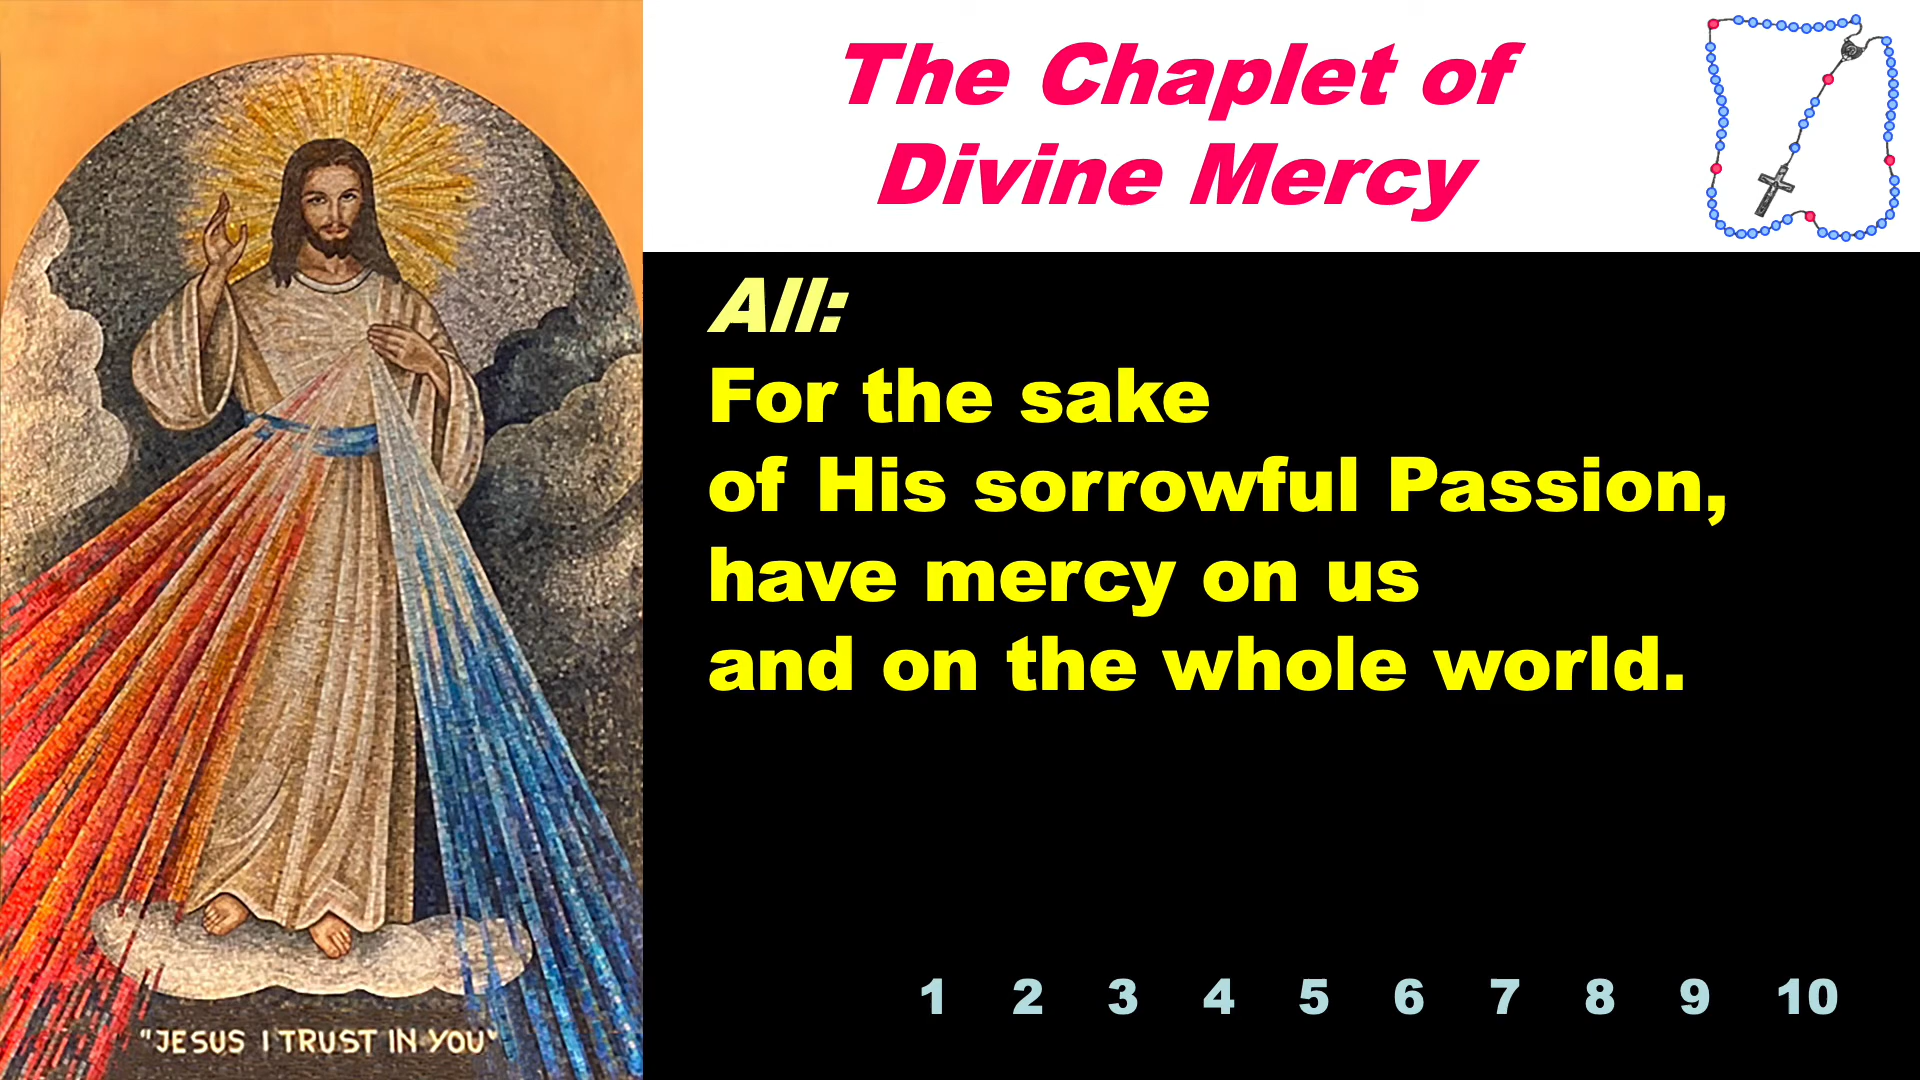 The Chaplet of
Divine Mercy
All:
For the sake
of His sorrowful Passion,
have mercy on us
and on the whole world.
1 2 3 4 5 6 7 8 9 10
"JESUS I TRUST IN YOU"